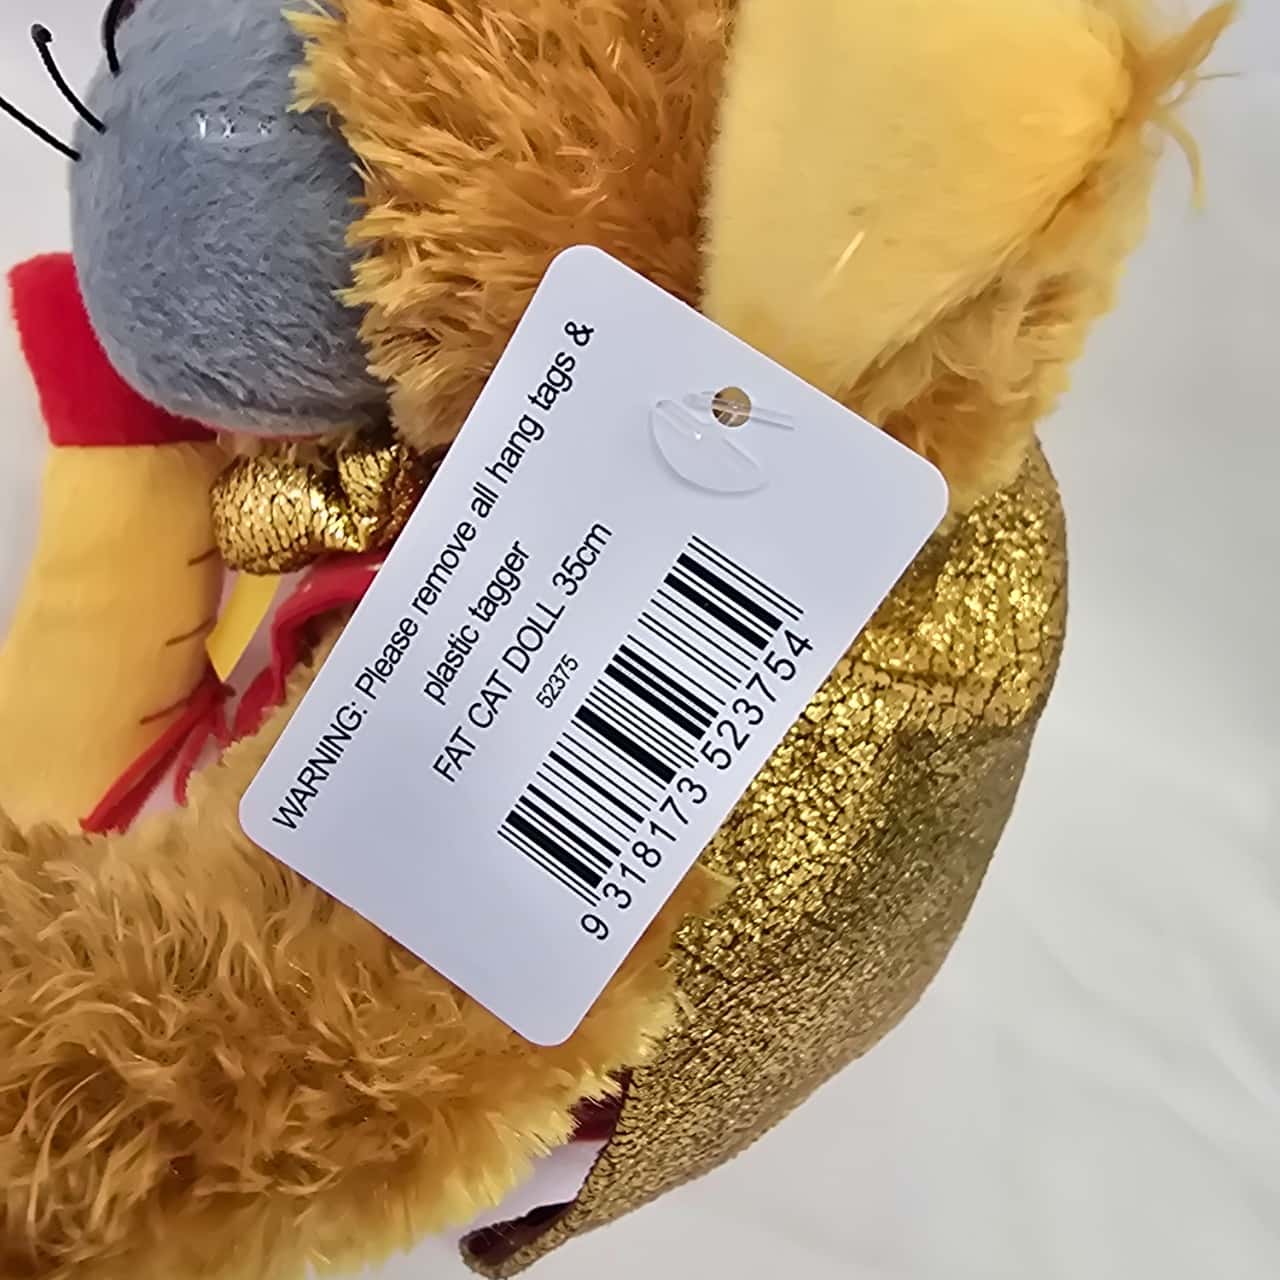 WARNING: Please remove all hang tags &
plastic tagger
FAT CAT DOLL 35cm
52375
9 318173 523754